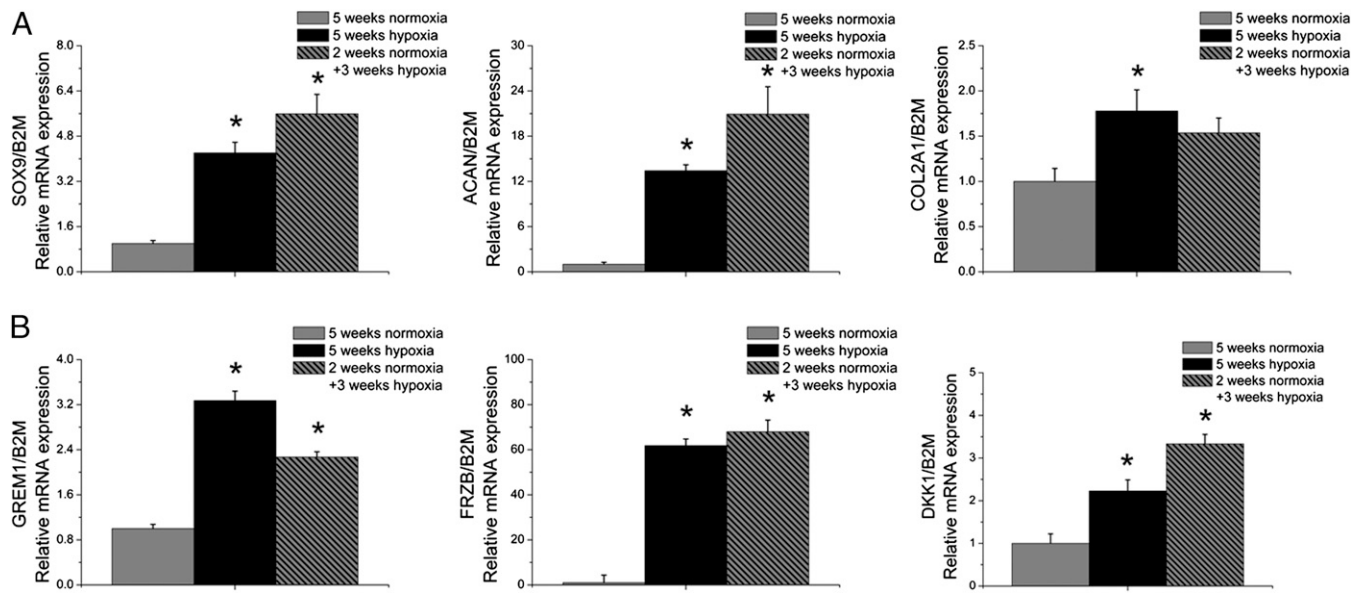 A
5 weeks normoxia
5 weeks hypoxia
2 weeks normoxia
+3 weeks hypoxia
SOX9/B2M
Relative mRNA expression
8.0
6.4
4.8
3.2
1.6
0.0
*
*
5 weeks normoxia
5 weeks hypoxia
2 weeks normoxia
+3 weeks hypoxia
ACAN/B2M
Relative mRNA expression
30
24
18
12
6
0
*
*
5 weeks normoxia
5 weeks hypoxia
2 weeks normoxia
+3 weeks hypoxia
COL2A1/B2M
Relative mRNA expression
2.5
2.0
1.5
1.0
0.5
0.0
*
B
5 weeks normoxia
5 weeks hypoxia
2 weeks normoxia
+3 weeks hypoxia
GREM1/B2M
Relative mRNA expression
4.0
3.2
2.4
1.6
0.8
0.0
*
*
5 weeks normoxia
5 weeks hypoxia
2 weeks normoxia
+3 weeks hypoxia
FRZB/B2M
Relative mRNA expression
100
80
60
40
20
0
*
*
5 weeks normoxia
5 weeks hypoxia
2 weeks normoxia
+3 weeks hypoxia
DKK1/B2M
Relative mRNA expression
5
4
3
2
1
0
*
*